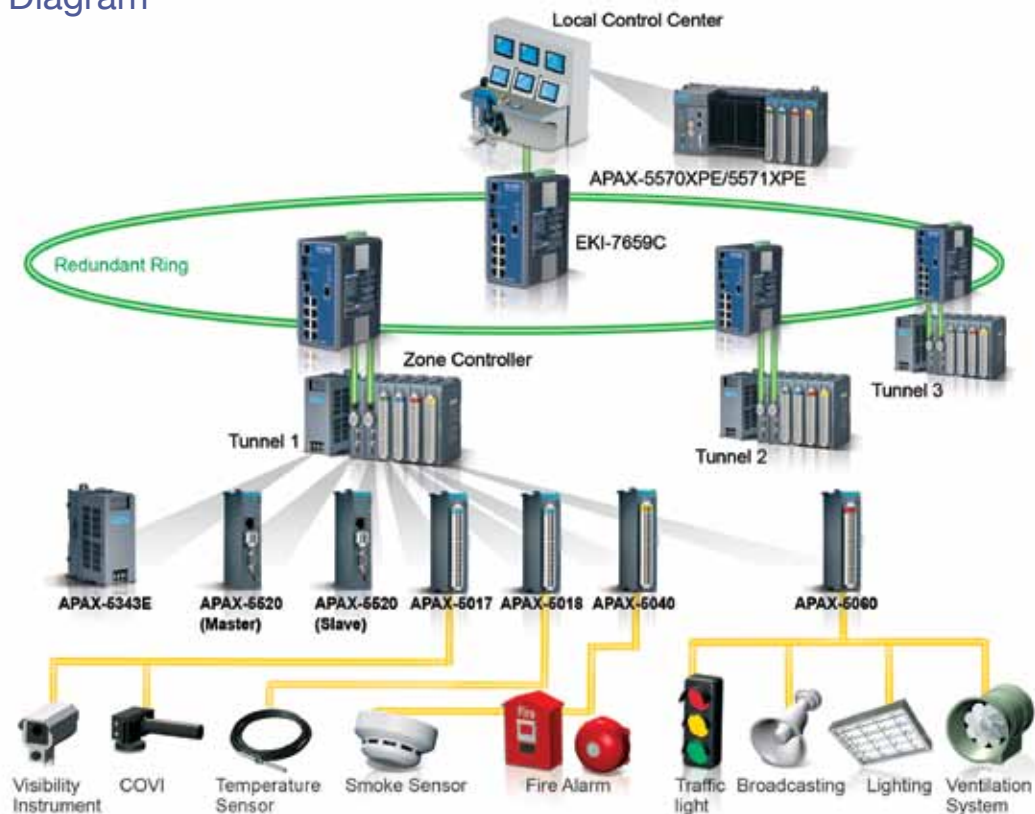 Diagram
Local Control Center
APAX-5570XPE/5571XPE
EKI-7659C
Redundant Ring
Zone Controller
Tunnel 3
Tunnel 1
Tunnel 2
APAX-5343E
APAX-5520
(Master)
APAX-5520
(Slave)
APAX-5017
APAX-5018
APAX-5040
APAX-5060
Fire
Visibility
Instrument
COVI
Temperature
Sensor
Smoke Sensor
Fire Alarm
Traffic
light
Broadcasting
Lighting
Ventilation
System